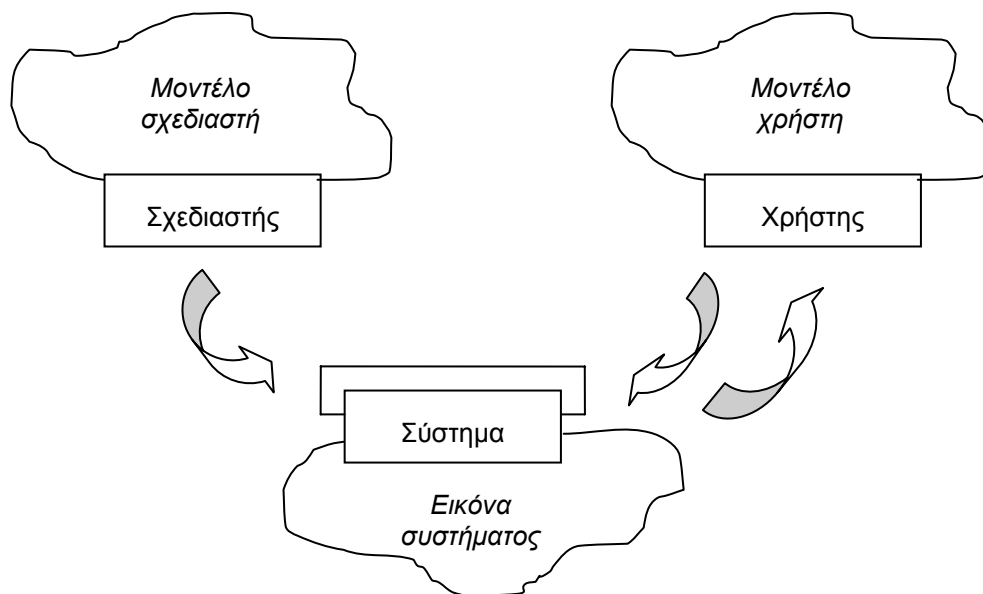 Μοντέλο
σχεδιαστή
Σχεδιαστής
Μοντέλο
χρήστη
Χρήστης
Σύστημα
Εικόνα
συστήματος